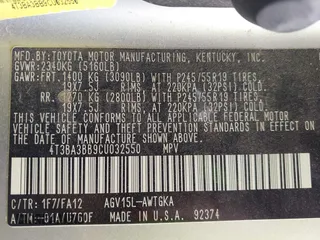 MFD BY: TOYOTA MOTOR MANUFACTURING, KENTUCKY, INC.
GVWR: 2340KG (5160LB)
GAWR: FRT. 1400 KG (3090LB) WITH P245/55R19 TIRES
19X7.5J RIMS, AT 220KPA (32PSI) COLD
RR. KG (2800LB) WITH P245/55R19 TIRES
19X7.5J RIMS, AT 220KPA (32PSI) COLD
THIS VEHICLE CONFORMS TO ALL APPLICABLE
FEDERAL MOTOR VEHICLE SAFETY AND
THEFT PREVENTION STANDARDS IN EFFECT ON THE
DATE OF MANUFACTURE SHOWN ABOVE.
4T3BA3BB9CU032550 MPV
C/TR: 1F7/FA12 AGV15L-AWTGKA
A/TM: -01A/U760F MADE IN U.S.A. 92374